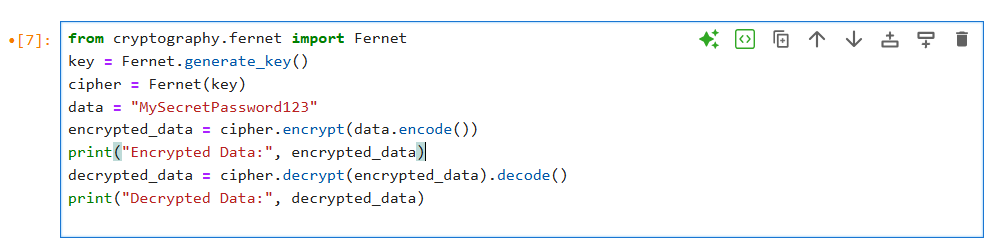 •[7]:
from cryptography.fernet import Fernet
key = Fernet.generate_key()
cipher = Fernet(key)
data = "MySecretPassword123"
encrypted_data = cipher.encrypt(data.encode())
print("Encrypted Data:", encrypted_data)
decrypted_data = cipher.decrypt(encrypted_data).decode()
print("Decrypted Data:", decrypted_data)